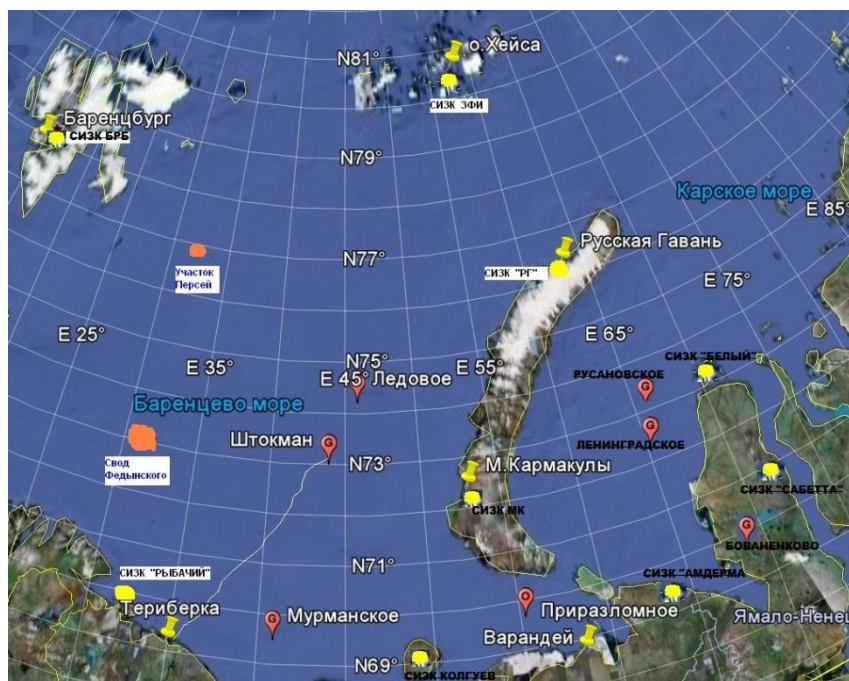 N81°
о.Хейса
СИЗК ЗФИ
Баренцбург
СИЗК БРБ
N79°
Карское море
E 85°
Русская Гавань
N77°
СИЗК "РГ"
Участок
Персей
E 75°
E 25°
E 35°
N75°
E 55°
E 65°
СИЗК "БЕЛЫЙ"
E 45°
Ледовое
РУСАНОВСКОЕ
Баренцево море
Штокман
ЛЕНИНГРАДСКОЕ
G
G
G
Свод
Федынского
N73°
М.Кармакулы
СИЗК "САБЕТТА"
СИЗК МК
G
БОВАНЕНКОВО
N71°
СИЗК "РЫБАЧИЙ"
СИЗК "АМДЕРМА
Териберка
G
Мурманское
O
Приразломное
Ямало-Ненец
Варандей
N69°
СИЗК КОЛГУЕВ